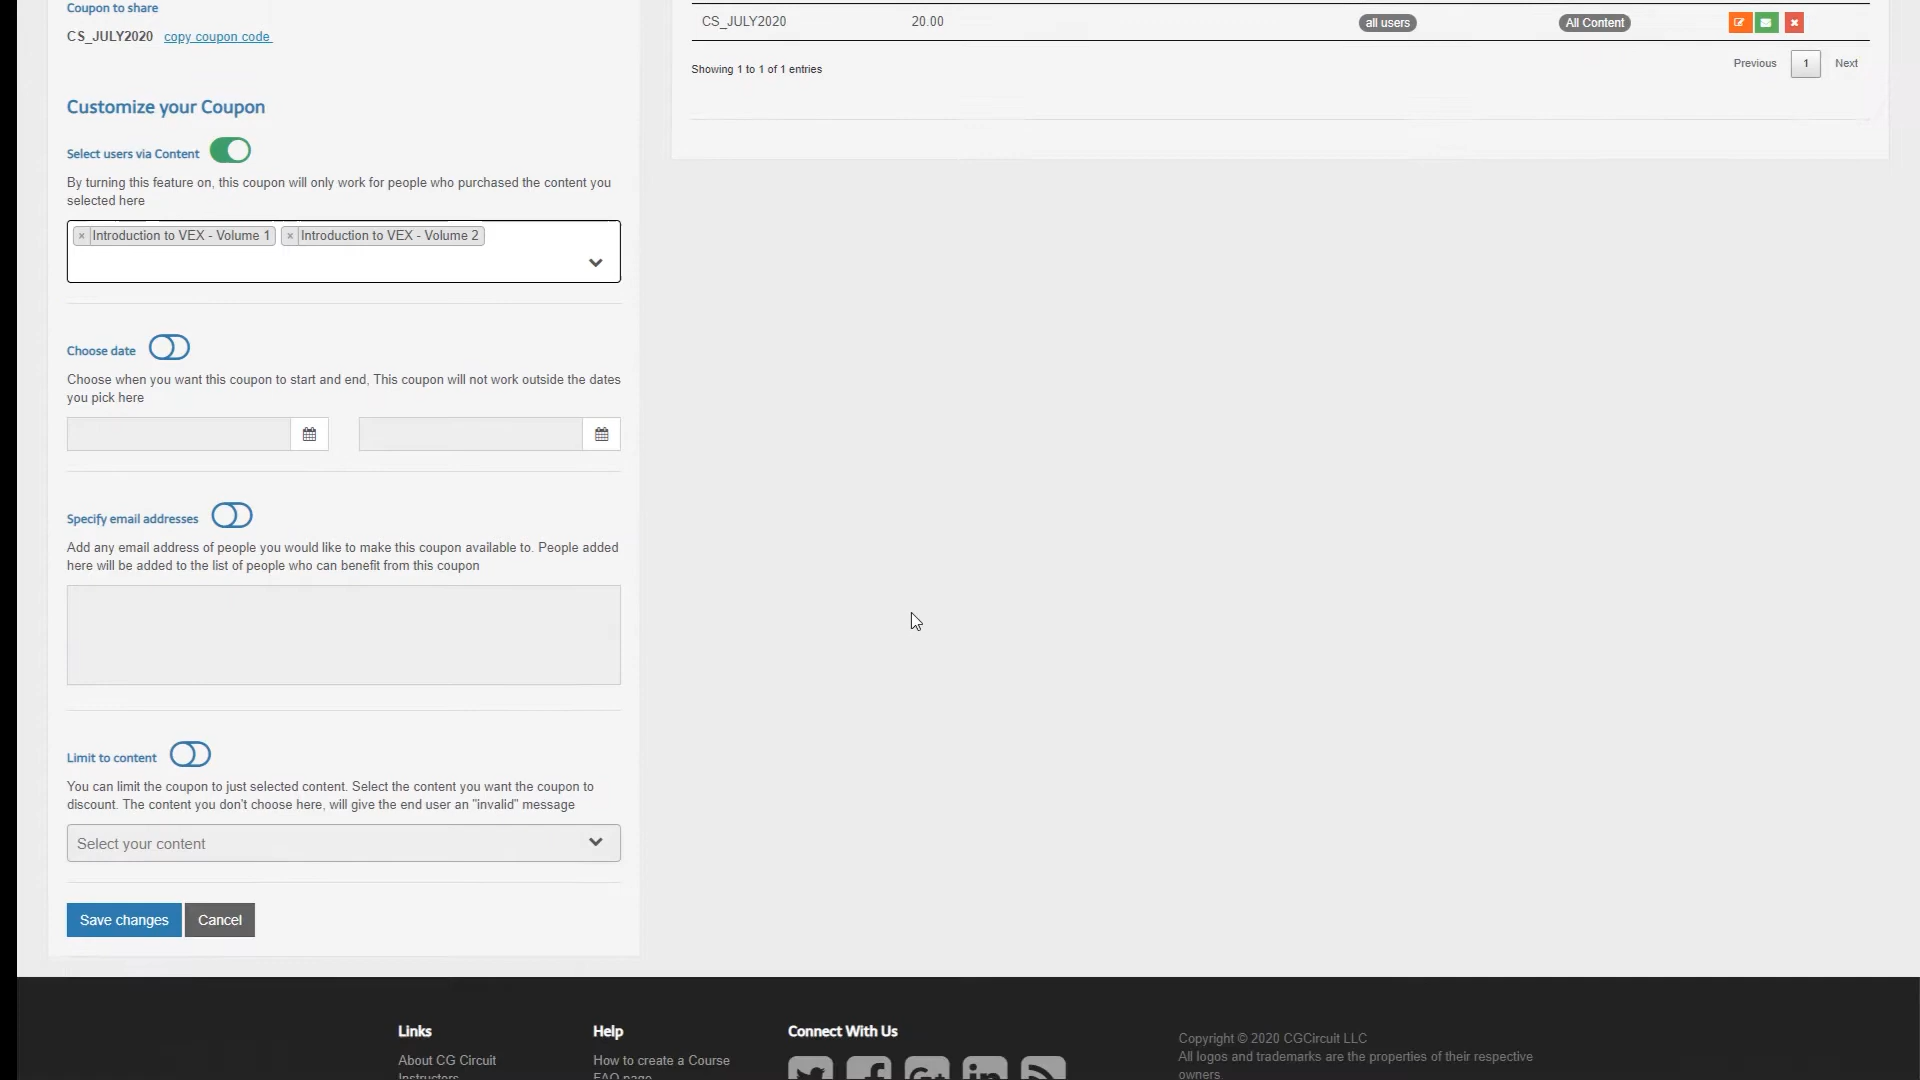 Coupon to share
CS_JULY2020 copy coupon code
Customize your Coupon
Select users via Content
By turning this feature on, this coupon will only work for people who purchased the content you
selected here
× Introduction to VEX - Volume 1 × Introduction to VEX - Volume 2
Choose date
Choose when you want this coupon to start and end, This coupon will not work outside the dates
you pick here
Specify email addresses
Add any email address of people you would like to make this coupon available to. People added
here will be added to the list of people who can benefit from this coupon
Limit to content
You can limit the coupon to just selected content. Select the content you want the coupon to
discount. The content you don't choose here, will give the end user an "invalid" message
Select your content
Save changes Cancel
CS_JULY2020 20.00 all users All Content
Showing 1 to 1 of 1 entries
Previous 1 Next
Links
About CG Circuit
Instructors
Help
How to create a Course
FAQ page
Connect With Us
Copyright © 2020 CGCircuit LLC
All logos and trademarks are the properties of their respective
owners.